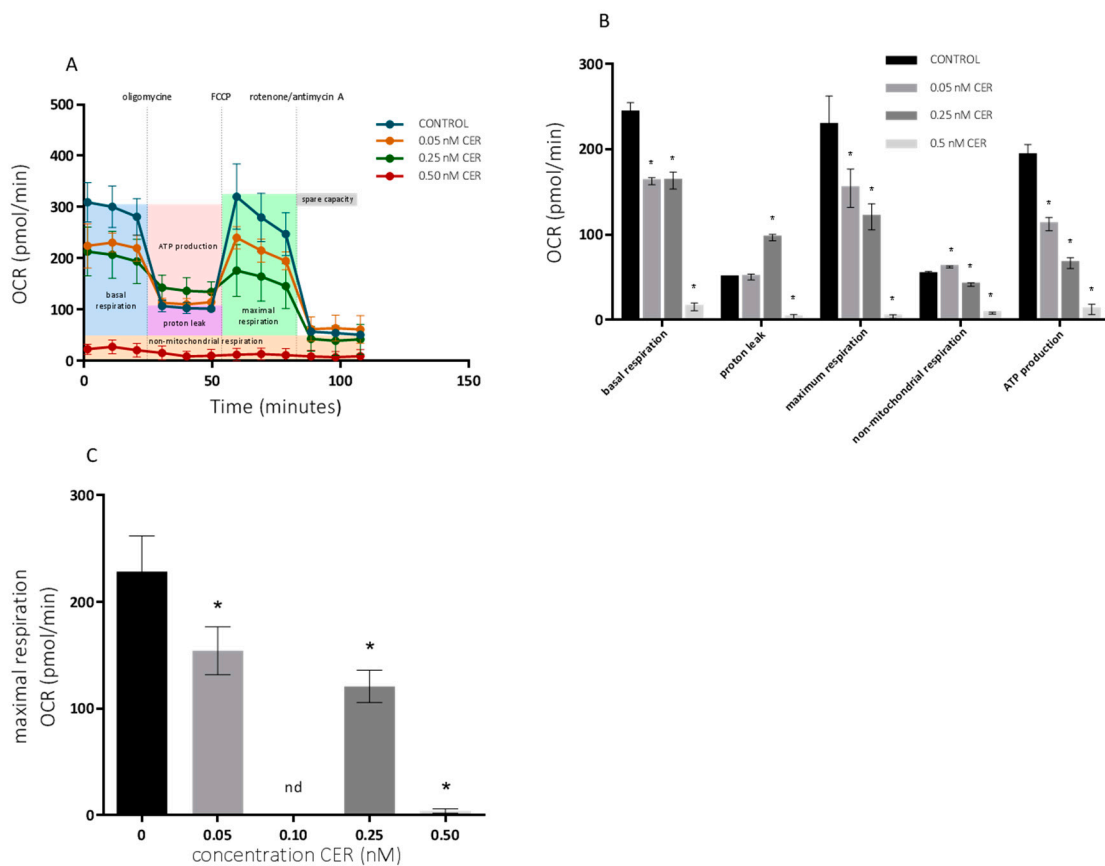 A
oligomycine FCCP rotenone/antimycin A
500
400
300
200
100
0
OCR (pmol/min)
CONTROL
0.05 nM CER
0.25 nM CER
0.50 nM CER
spare capacity
ATP production
basal
respiration
proton leak
maximal
respiration
non-mitochondrial respiration
0 50 100 150
Time (minutes)
B
300
200
100
0
OCR (pmol/min)
CONTROL
0.05 nM CER
0.25 nM CER
0.5 nM CER
* * *
* *
* * *
* * *
* * *
basal respiration
proton leak
maximum respiration
non-mitochondrial respiration
ATP production
C
300
200
100
0
maximal respiration
OCR (pmol/min)
*
nd
*
*
0 0.05 0.10 0.25 0.50
concentration CER (nM)